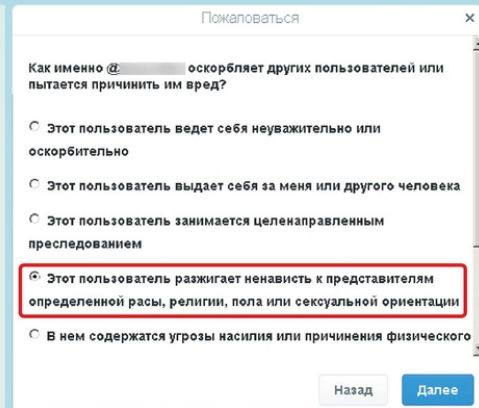 Пожаловаться
×
Как именно @ оскорбляет других пользователей или
пытается причинить им вред?
Этот пользователь ведет себя неуважительно или
оскорбительно
Этот пользователь выдает себя за меня или другого человека
Этот пользователь занимается целенаправленным
преследованием
Этот пользователь разжигает ненависть к представителям
определенной расы, религии, пола или сексуальной ориентации
В нем содержатся угрозы насилия или причинения физического
Назад
Далее